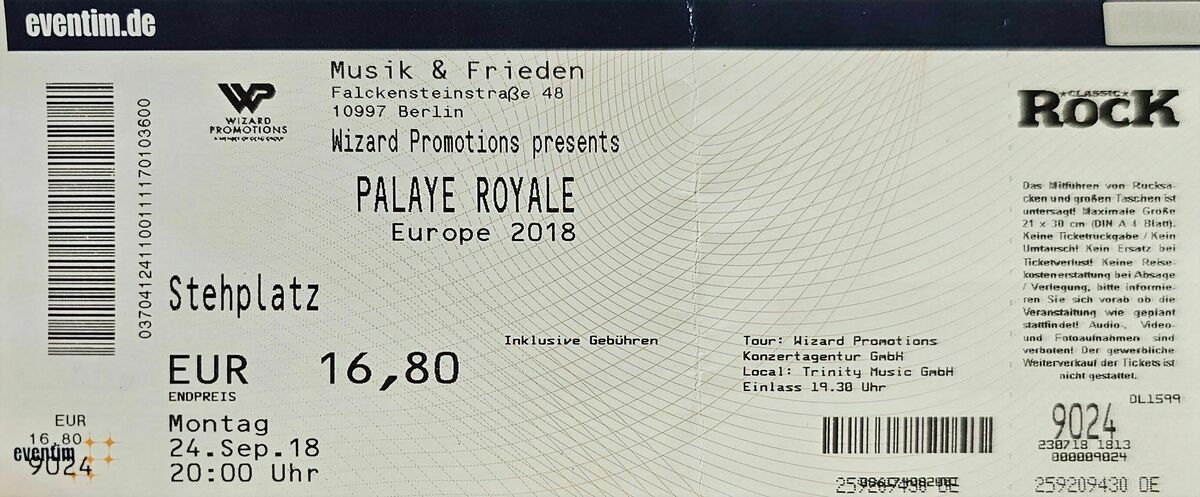 eventim.de
WP
WIZARD
PROMOTIONS
Musik & Frieden
Falckensteinstraße 48
10997 Berlin
Wizard Promotions presents
PALAYE ROYALE
Europe 2018
Stehplatz
Inklusive Gebühren
EUR 16,80
ENDPREIS
Montag
24.Sep.18
20:00 Uhr
EUR
16,80
eventim
9024
0370412411001111170103600
Tour: Wizard Promotions
Konzertagentur GmbH
Local: Trinity Music GmbH
Einlass 19.30 Uhr
259209430 DE
CLASSIC
ROCK
Das Mitführen von Rucksä-
cken und großen Taschen ist
untersagt! Maximale Größe
21 x 30 cm (DIN A 4 Blatt).
Keine Ticketrückgabe / Kein
Umtausch! Kein Ersatz bei
Ticketverlust! Keine Reise-
kostenerstattung bei Absage
/ Verlegung, bitte informie-
ren Sie sich vorab ob die
Veranstaltung wie geplant
stattfindet! Audio-, Video-
und Fotoaufnahmen sind
verboten! Der gewerbliche
Weiterverkauf der Tickets ist
nicht gestattet.
DL1599
9024
230718 1813
000009024
259209430 DE